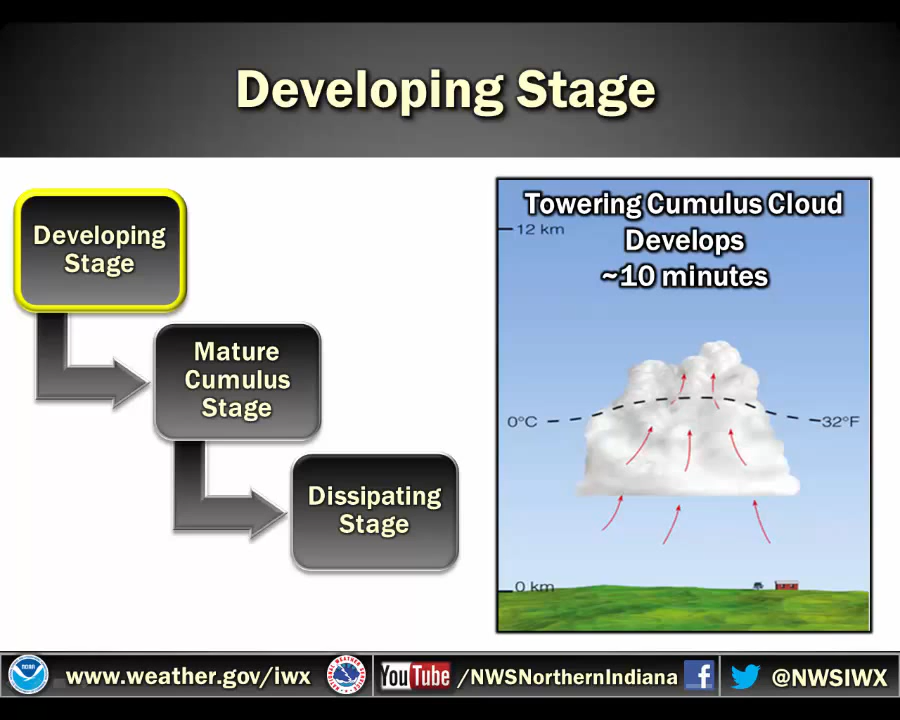 Developing Stage
Developing
Stage
Mature
Cumulus
Stage
Dissipating
Stage
Towering Cumulus Cloud
Develops
~10 minutes
12 km
0°C
32°F
0 km
www.weather.gov/iwx
YouTube
/NWSNorthernIndiana
f
@NWSIWX